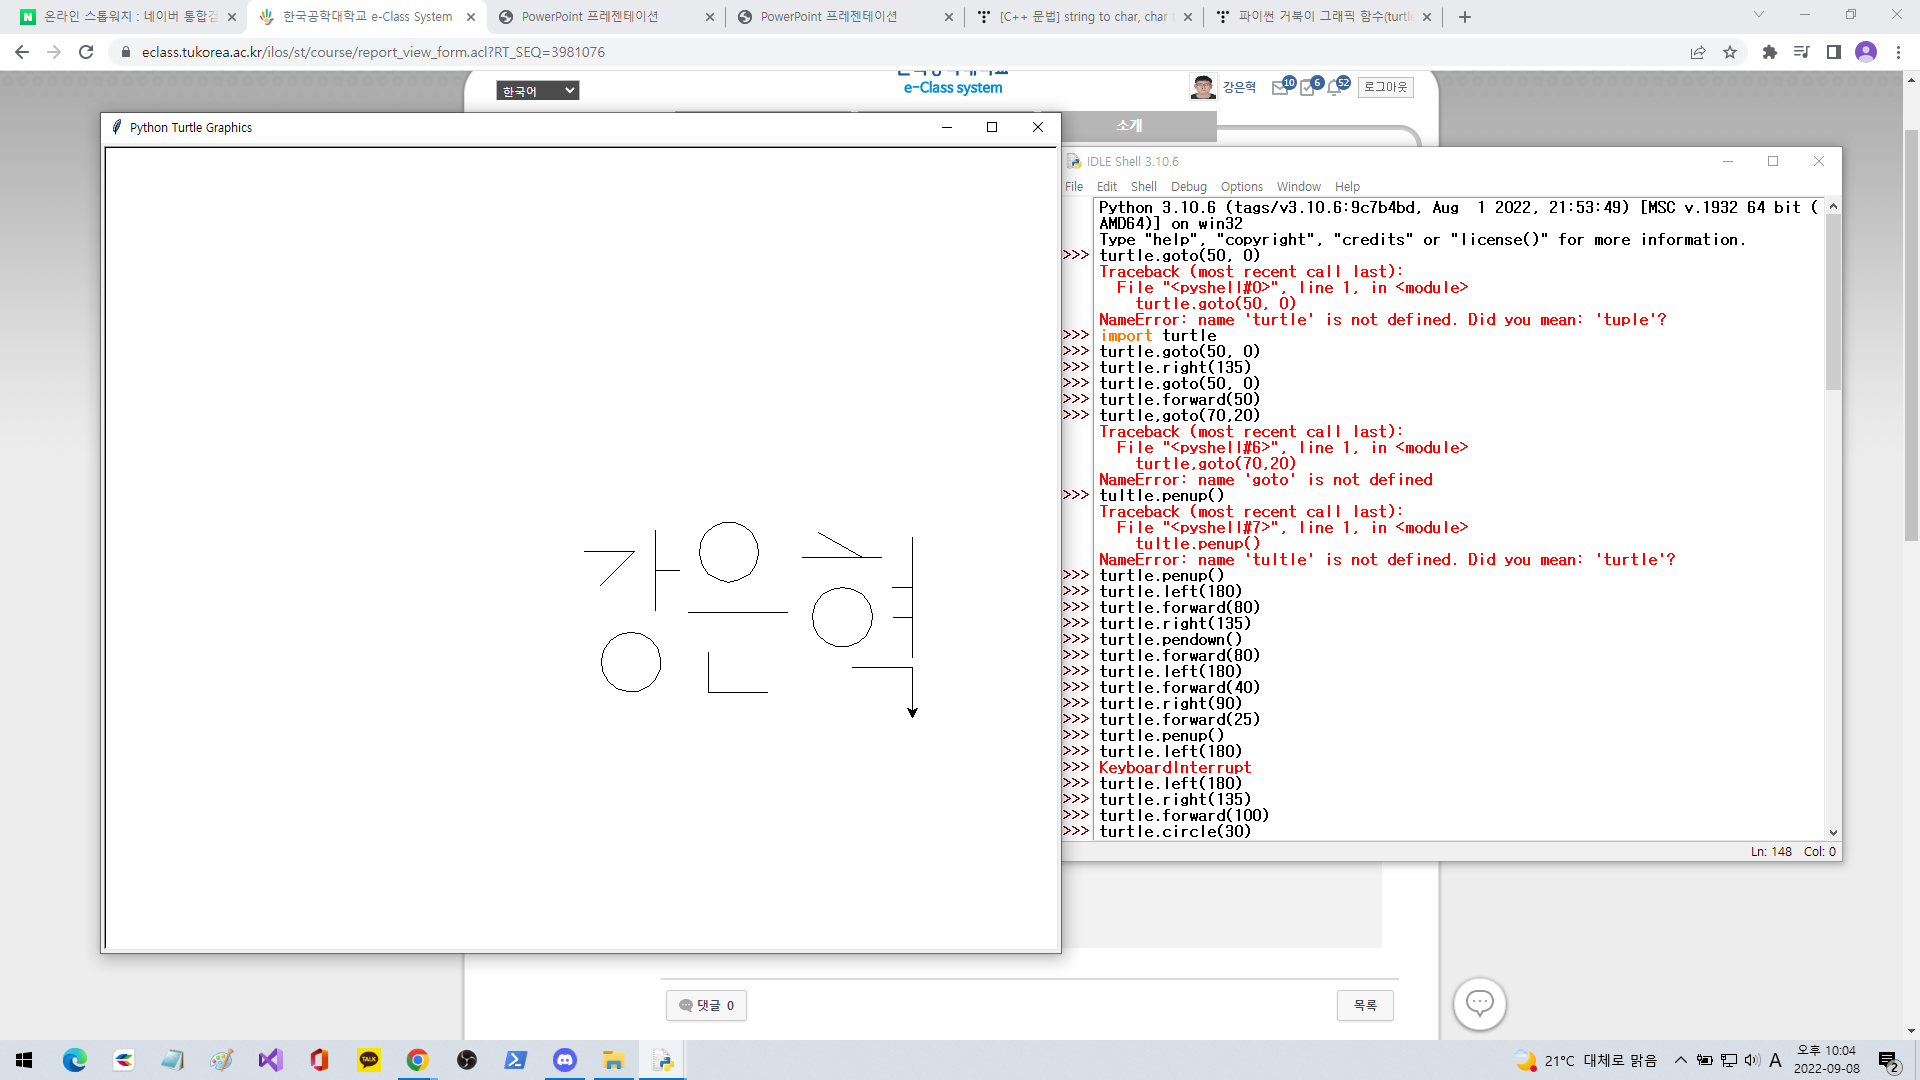 온라인 스톱워치 : 네이버 통합검
한국공학대학교 e-Class System
PowerPoint 프레젠테이션
PowerPoint 프레젠테이션
[C++ 문법] string to char, char
파이썬 거북이 그래픽 함수(turtl
eclass.tukorea.ac.kr/ilos/st/course/report_view_form.acl?RT_SEQ=3981076
한국어
e-Class system
10
6
52
강은혁
로그아웃
소개
Python Turtle Graphics
강은혁
IDLE Shell 3.10.6
File Edit Shell Debug Options Window Help
Python 3.10.6 (tags/v3.10.6:9c7b4bd, Aug  1 2022, 21:53:49) [MSC v.1932 64 bit (
AMD64)] on win32
Type "help", "copyright", "credits" or "license()" for more information.
>>> turtle.goto(50, 0)
Traceback (most recent call last):
File "<pyshell#0>", line 1, in <module>
turtle.goto(50, 0)
NameError: name 'turtle' is not defined. Did you mean: 'tuple'?
>>> import turtle
>>> turtle.goto(50, 0)
>>> turtle.right(135)
>>> turtle.goto(50, 0)
>>> turtle.forward(50)
>>> turtle,goto(70,20)
Traceback (most recent call last):
File "<pyshell#6>", line 1, in <module>
turtle,goto(70,20)
NameError: name 'goto' is not defined
>>> tultle.penup()
Traceback (most recent call last):
File "<pyshell#7>", line 1, in <module>
tultle.penup()
NameError: name 'tultle' is not defined. Did you mean: 'turtle'?
>>> turtle.penup()
>>> turtle.left(180)
>>> turtle.forward(80)
>>> turtle.right(135)
>>> turtle.pendown()
>>> turtle.forward(80)
>>> turtle.left(180)
>>> turtle.forward(40)
>>> turtle.right(90)
>>> turtle.forward(25)
>>> turtle.penup()
>>> turtle.left(180)
>>> KeyboardInterrupt
>>> turtle.left(180)
>>> turtle.right(135)
>>> turtle.forward(100)
>>> turtle.circle(30)
Ln: 148 Col: 0
댓글 0
목록
TALK
21°C 대체로 맑음
A
오후 10:04
2022-09-08
2